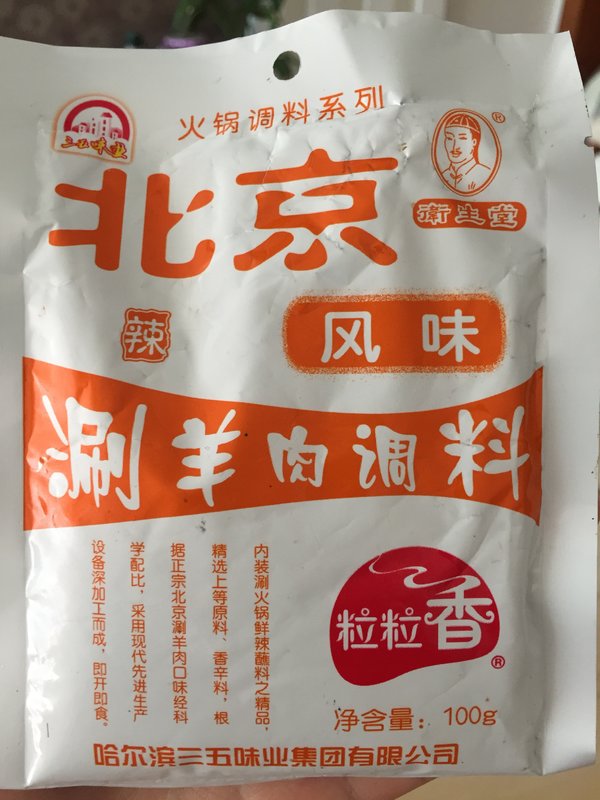 火锅调料系列
三五味业
®
衛生堂
北京
辣
风味
涮羊肉调料
内装涮火锅鲜辣蘸料之精品，
精选上等原料、香辛料，根
据正宗北京涮羊肉口味经科
学配比，采用现代先进生产
设备深加工而成，即开即食。
粒粒香
®
净含量：100g
哈尔滨三五味业集团有限公司